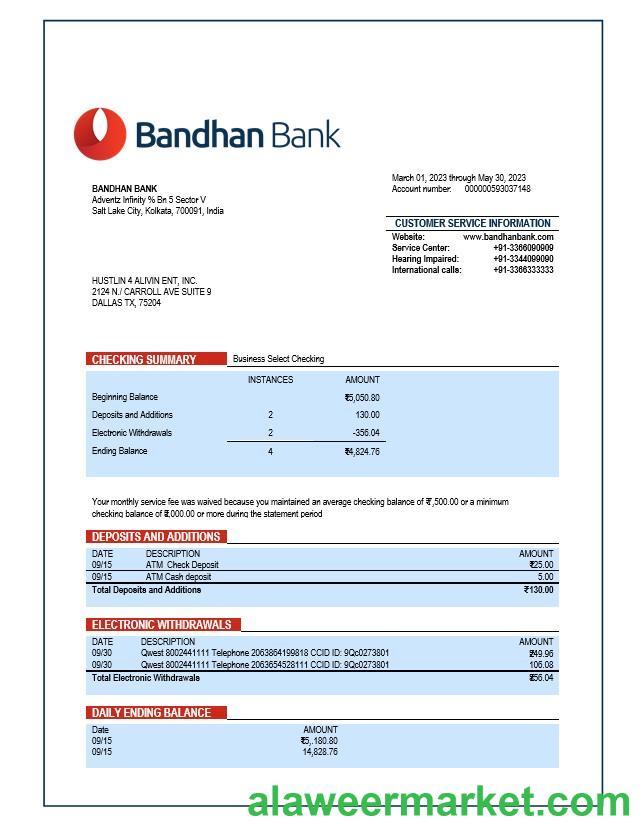 Bandhan Bank
March 01, 2023 through May 30, 2023
Account number: 000000593037148
BANDHAN BANK
Adventz Infinity % Bn 5 Sector V
Salt Lake City, Kolkata, 700091, India
CUSTOMER SERVICE INFORMATION
Website: www.bandhanbank.com
Service Center: +91-3366090909
Hearing Impaired: +91-3344099090
International calls: +91-3366333333
HUSTLIN 4 ALIVIN ENT, INC.
2124 N./ CARROLL AVE SUITE 9
DALLAS TX, 75204
CHECKING SUMMARY Business Select Checking
INSTANCES AMOUNT
Beginning Balance ₹5,050.80
Deposits and Additions 2 130.00
Electronic Withdrawals 2 -356.04
Ending Balance 4 ₹4,824.76
Your monthly service fee was waived because you maintained an average checking balance of ₹7,500.00 or a minimum
checking balance of ₹5,000.00 or more during the statement period
DEPOSITS AND ADDITIONS
DATE DESCRIPTION AMOUNT
09/15 ATM Check Deposit ₹25.00
09/15 ATM Cash deposit 5.00
Total Deposits and Additions ₹130.00
ELECTRONIC WITHDRAWALS
DATE DESCRIPTION AMOUNT
09/30 Qwest 8002441111 Telephone 2063864199818 CCID ID: 9Qc0273801 ₹249.96
09/30 Qwest 8002441111 Telephone 2063654528111 CCID ID: 9Qc0273801 106.08
Total Electronic Withdrawals ₹356.04
DAILY ENDING BALANCE
Date AMOUNT
09/15 ₹5,.180.80
09/15 14,828.76
alaweermarket.com